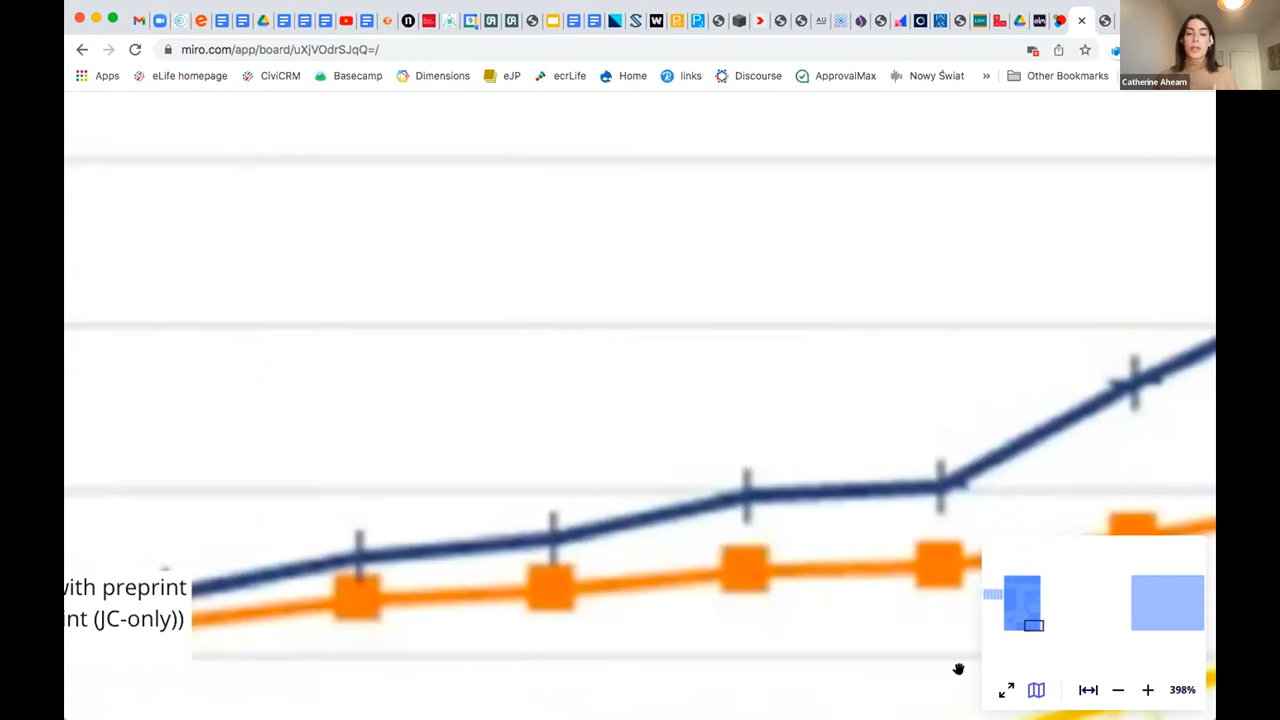 miro.com/app/board/uXjVOdrSJqQ=/
Apps eLife homepage CiviCRM Basecamp Dimensions eJP ecrLife Home links Discourse ApprovalMax Nowy Świat » Other Bookmarks
Catherine Ahearn
with preprint
int (JC-only))
398%